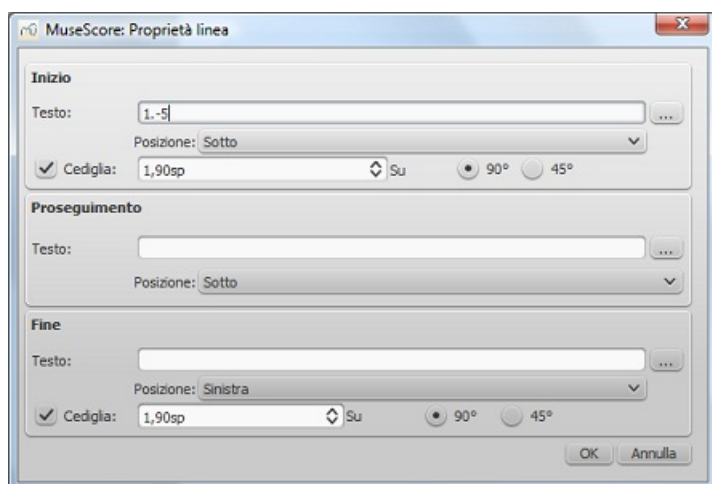 MuseScore: Proprietà linea
Inizio
Testo: 1.-5 ...
Posizione: Sotto
Cediglia: 1,90sp Su 90° 45°
Proseguimento
Testo: ...
Posizione: Sotto
Fine
Testo: ...
Posizione: Sinistra
Cediglia: 1,90sp Su 90° 45°
OK Annulla